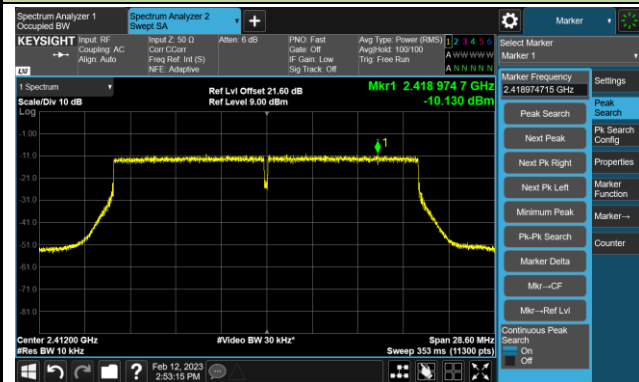 Spectrum Analyzer 1
Occupied BW
Spectrum Analyzer 2
Swept SA
Marker
KEYSIGHT
Input: RF
Coupling: AC
Align: Auto
Input Z: 50 Ω
Corr CCorr
Freq Ref: Int (S)
NFE: Adaptive
Atten: 6 dB
PNO: Fast
Gate: Off
IF Gain: Low
Sig Track: Off
Avg Type: Power (RMS)
Avg|Hold: 100/100
Trig: Free Run
1 2 3 4 5 6
A W W W W W
A N N N N N
LXI
Select Marker
Marker 1
1 Spectrum
Scale/Div 10 dB
Log
Ref Lvl Offset 21.60 dB
Ref Level 9.00 dBm
Mkr1 2.418 974 7 GHz
-10.130 dBm
1
-1.00
-11.0
-21.0
-31.0
-41.0
-51.0
-61.0
-71.0
-81.0
Center 2.41200 GHz
#Res BW 10 kHz
#Video BW 30 kHz*
Span 28.60 MHz
Sweep 353 ms (11300 pts)
Marker Frequency
2.418974715 GHz
Peak Search
Next Peak
Next Pk Right
Next Pk Left
Minimum Peak
Pk-Pk Search
Marker Delta
Mkr→CF
Mkr→Ref Lvl
Continuous Peak
Search
On
Off
Settings
Peak
Search
Pk Search
Config
Properties
Marker
Function
Marker→
Counter
Feb 12, 2023
2:53:15 PM